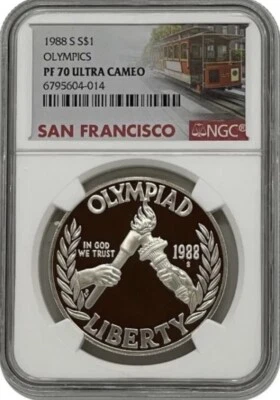 1988 S S$1
OLYMPICS
PF 70 ULTRA CAMEO
6795604-014
SAN FRANCISCO NGC
OLYMPIAD
IN GOD
WE TRUST
1988
S
LIBERTY